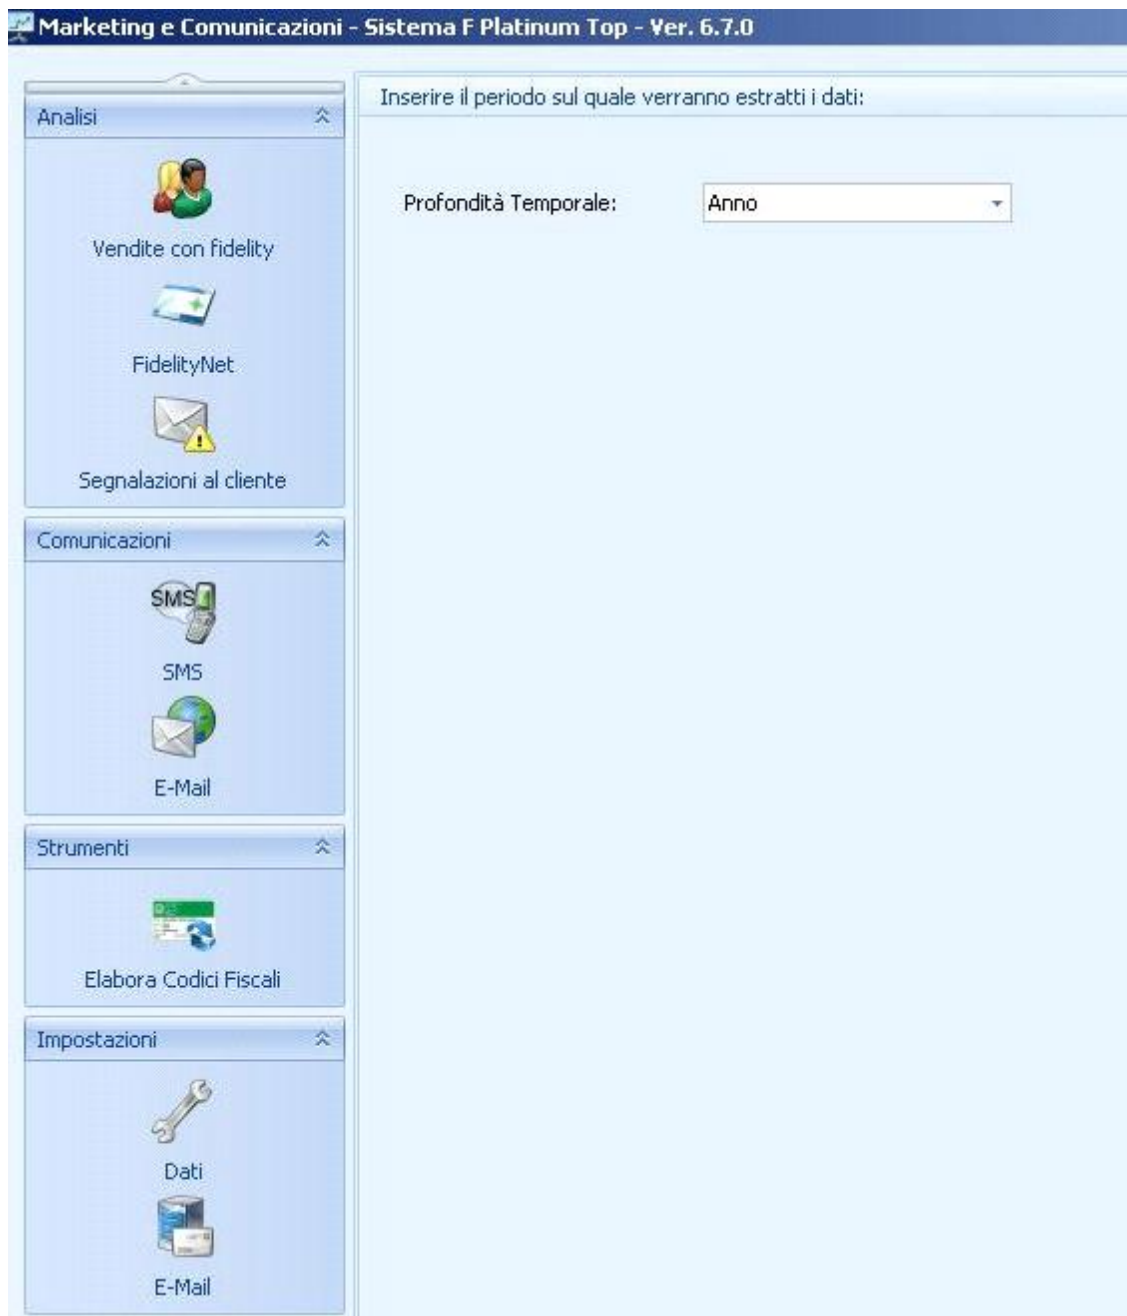 Marketing e Comunicazioni - Sistema F Platinum Top - Ver. 6.7.0
Analisi
Vendite con fidelity
FidelityNet
Segnalazioni al cliente
Comunicazioni
SMS
SMS
E-Mail
Strumenti
Elabora Codici Fiscali
Impostazioni
Dati
E-Mail
Inserire il periodo sul quale verranno estratti i dati:
Profondità Temporale: Anno